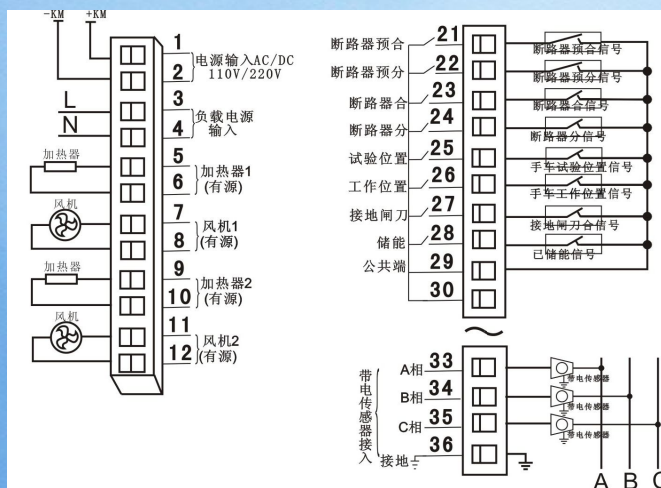 -KM +KM
1
电源输入AC/DC
2
110V/220V
L
3
负载电源
N
4
输入
加热器
5
加热器1
6
(有源)
风机
7
风机1
8
(有源)
加热器
9
加热器2
10
(有源)
风机
11
风机2
12
(有源)
断路器预合
21
断路器预合信号
断路器预分
22
断路器预分信号
断路器合
23
断路器合信号
断路器分
24
断路器分信号
试验位置
25
手车试验位置信号
工作位置
26
手车工作位置信号
接地闸刀
27
接地闸刀合信号
储能
28
已储能信号
公共端
29
30
带电传感器接入
A相
33
带电传感器
B相
34
带电传感器
C相
35
带电传感器
接地
36
A B C